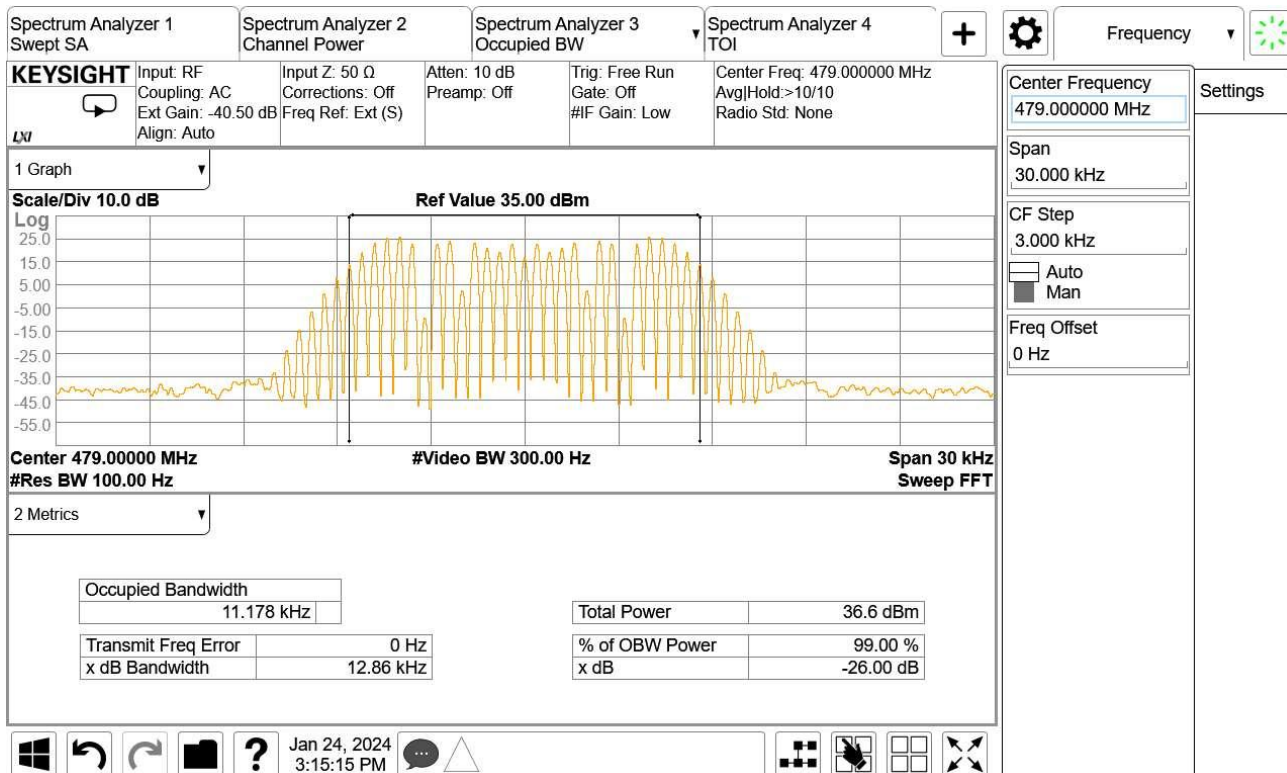 Spectrum Analyzer 1
Swept SA
Spectrum Analyzer 2
Channel Power
Spectrum Analyzer 3
Occupied BW
Spectrum Analyzer 4
TOI
Frequency
KEYSIGHT
LXI
Input: RF
Coupling: AC
Ext Gain: -40.50 dB
Align: Auto
Input Z: 50 Ω
Corrections: Off
Freq Ref: Ext (S)
Atten: 10 dB
Preamp: Off
Trig: Free Run
Gate: Off
#IF Gain: Low
Center Freq: 479.000000 MHz
Avg|Hold:>10/10
Radio Std: None
Center Frequency
479.000000 MHz
Settings
Span
30.000 kHz
CF Step
3.000 kHz
Auto
Man
Freq Offset
0 Hz
1 Graph
Scale/Div 10.0 dB
Ref Value 35.00 dBm
Log
25.0
15.0
5.00
-5.00
-15.0
-25.0
-35.0
-45.0
-55.0
Center 479.00000 MHz
#Video BW 300.00 Hz
Span 30 kHz
#Res BW 100.00 Hz
Sweep FFT
2 Metrics
Occupied Bandwidth
11.178 kHz
Total Power 36.6 dBm
Transmit Freq Error 0 Hz
% of OBW Power 99.00 %
x dB Bandwidth 12.86 kHz
x dB -26.00 dB
Jan 24, 2024
3:15:15 PM